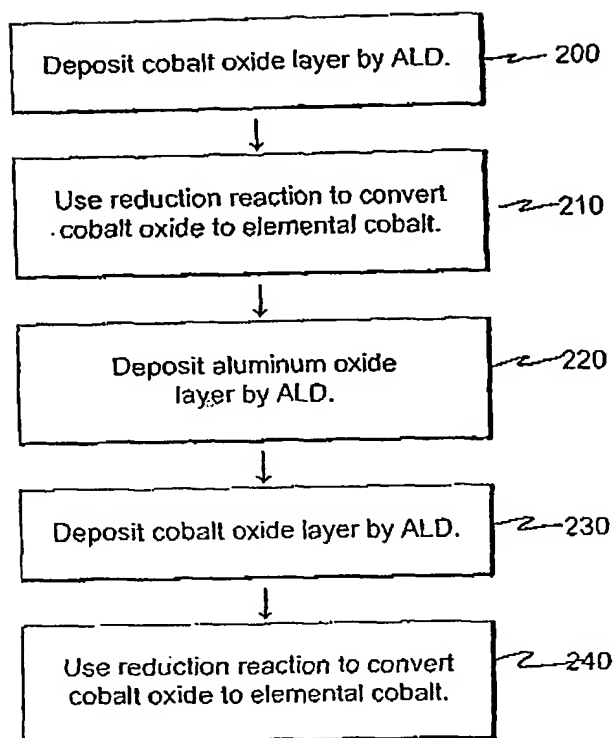 Deposit cobalt oxide layer by ALD.
200
Use reduction reaction to convert
cobalt oxide to elemental cobalt.
210
Deposit aluminum oxide
layer by ALD.
220
Deposit cobalt oxide layer by ALD.
230
Use reduction reaction to convert
cobalt oxide to elemental cobalt.
240